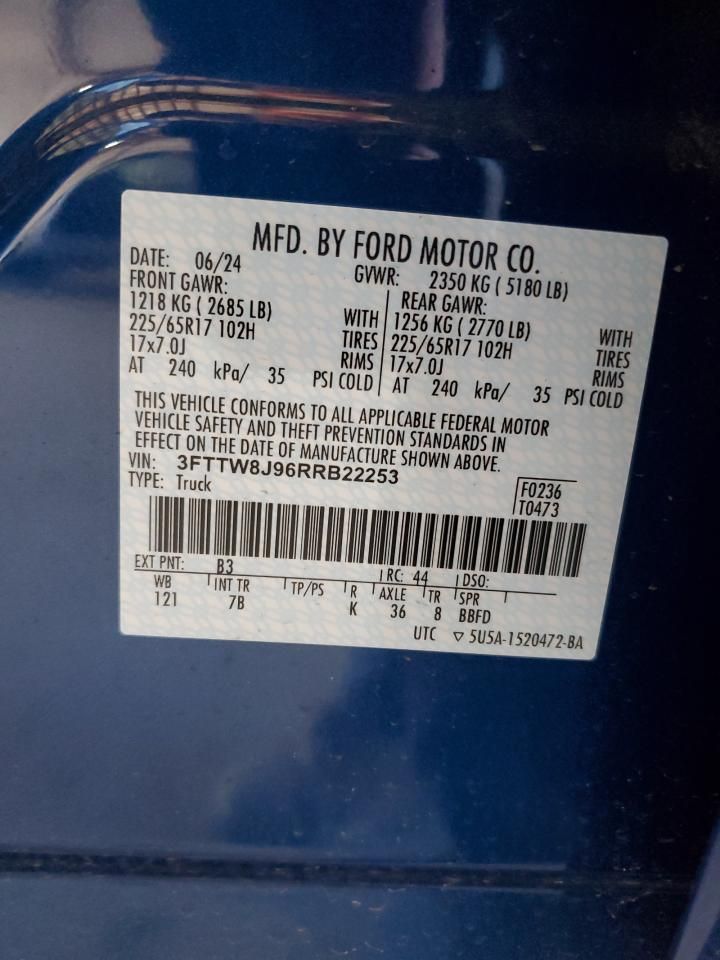 MFD. BY FORD MOTOR CO.
DATE: 06/24 GVWR: 2350 KG ( 5180 LB)
FRONT GAWR: REAR GAWR:
1218 KG ( 2685 LB) WITH 1256 KG ( 2770 LB) WITH
225/65R17 102H TIRES 225/65R17 102H TIRES
17x7.0J RIMS 17x7.0J RIMS
AT 240 kPa/ 35 PSI COLD AT 240 kPa/ 35 PSI COLD
THIS VEHICLE CONFORMS TO ALL APPLICABLE FEDERAL MOTOR
VEHICLE SAFETY AND THEFT PREVENTION STANDARDS IN
EFFECT ON THE DATE OF MANUFACTURE SHOWN ABOVE.
VIN: 3FTTW8J96RRB22253
TYPE: Truck F0236
T0473
EXT PNT: B3 RC: 44 DSO:
WB INT TR TP/PS R AXLE TR SPR
121 7B K 36 8 BBFD
UTC ▽ 5U5A-1520472-BA